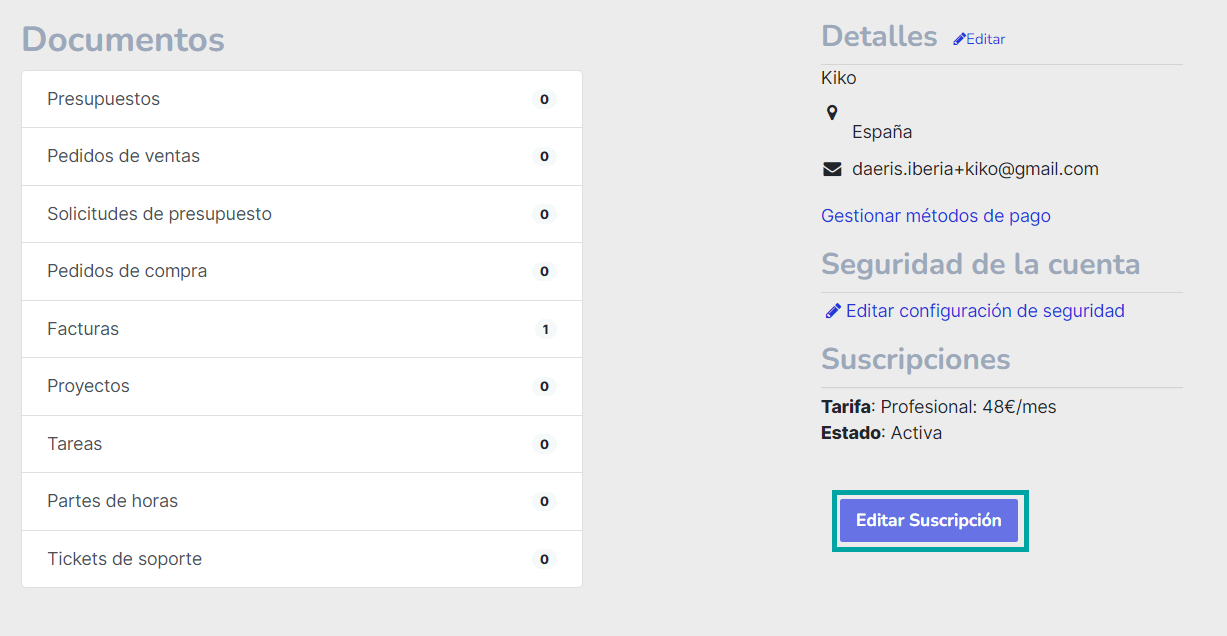 Documentos
Presupuestos 0
Pedidos de ventas 0
Solicitudes de presupuesto 0
Pedidos de compra 0
Facturas 1
Proyectos 0
Tareas 0
Partes de horas 0
Tickets de soporte 0
Detalles Editar
Kiko
España
daeris.iberia+kiko@gmail.com
Gestionar métodos de pago
Seguridad de la cuenta
Editar configuración de seguridad
Suscripciones
Tarifa: Profesional: 48€/mes
Estado: Activa
Editar Suscripción